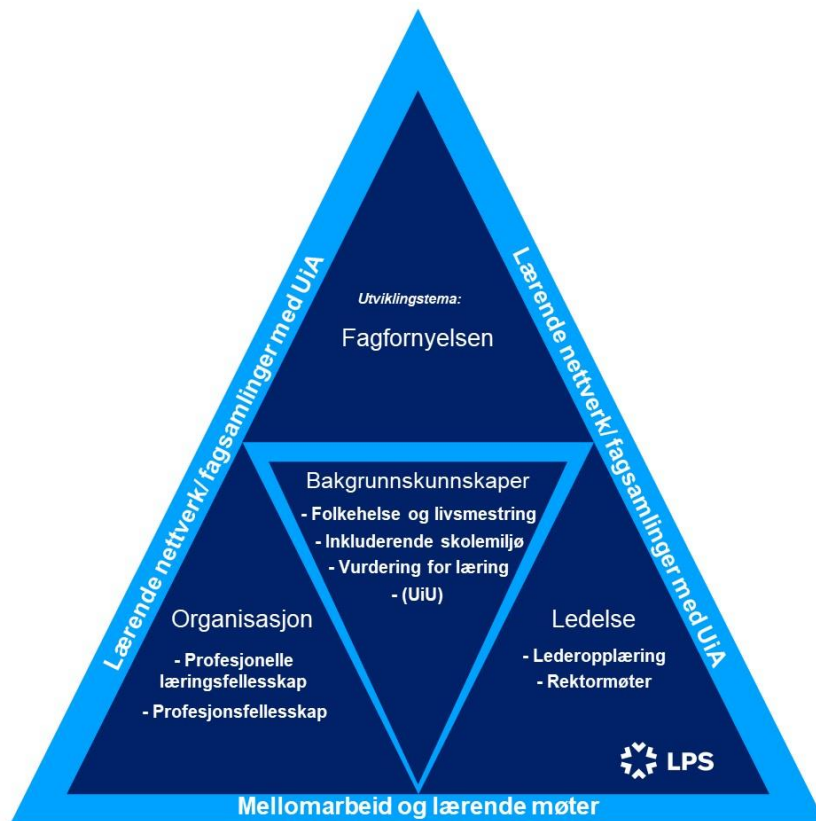 Lærende nettverk/ fagsamlinger med UiA
Lærende nettverk/ fagsamlinger med UiA
Utviklingstema:
Fagfornyelsen
Bakgrunnskunnskaper
- Folkehelse og livsmestring
- Inkluderende skolemiljø
- Vurdering for læring
- (UiU)
Organisasjon
- Profesjonelle
læringsfellesskap
- Profesjonsfellesskap
Ledelse
- Lederopplæring
- Rektormøter
LPS
Mellomarbeid og lærende møter